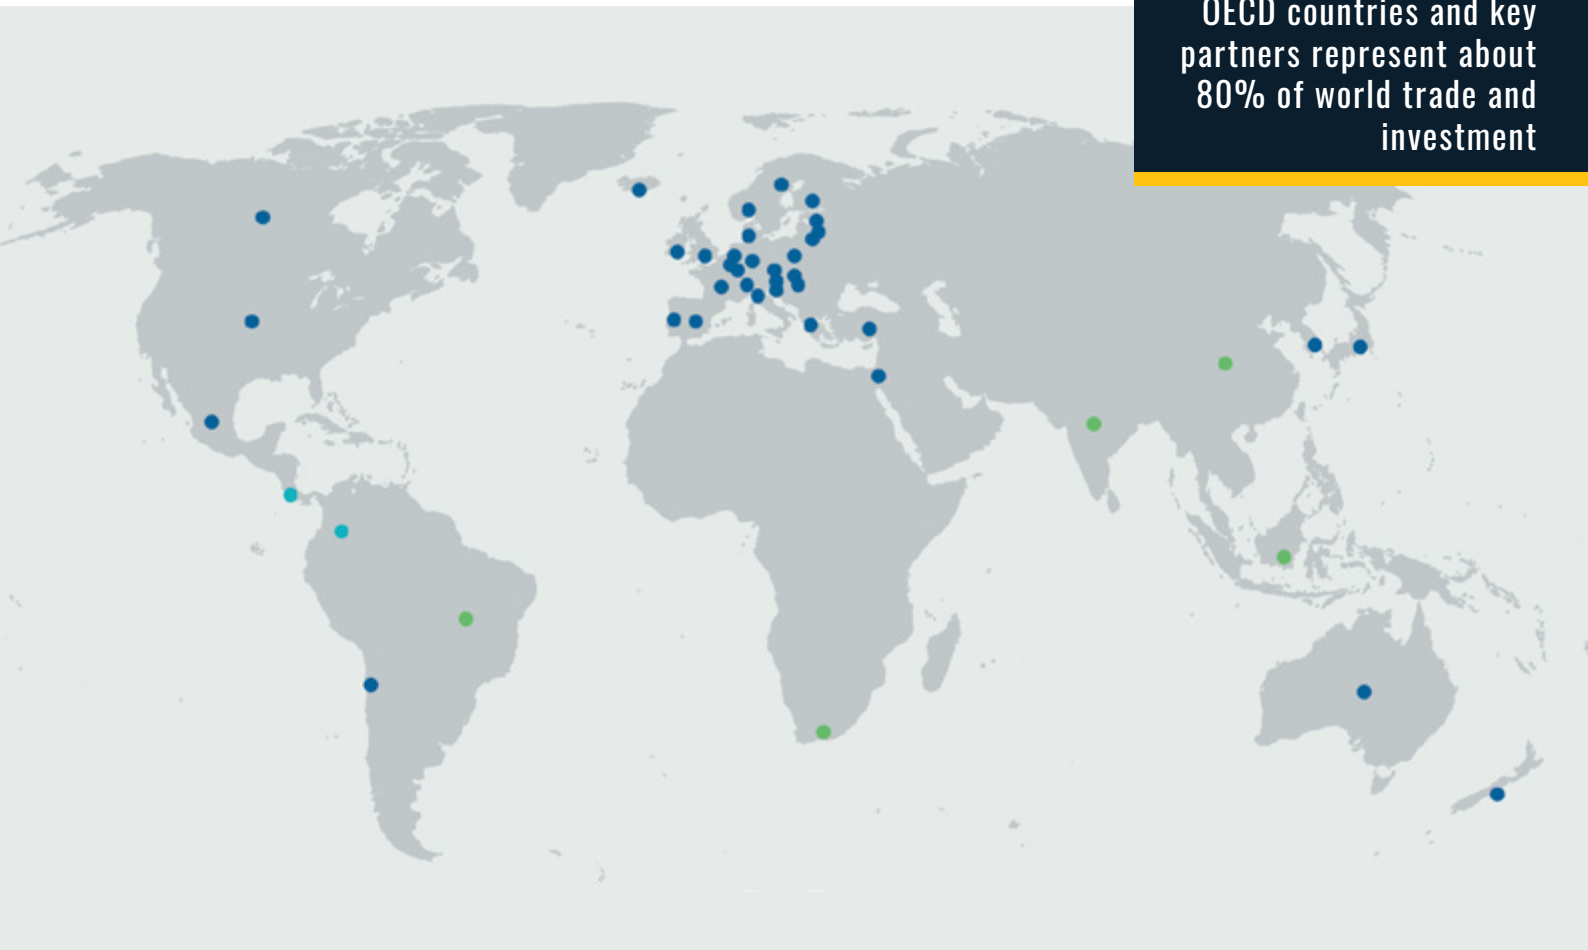 OECD countries and key
partners represent about
80% of world trade and
investment